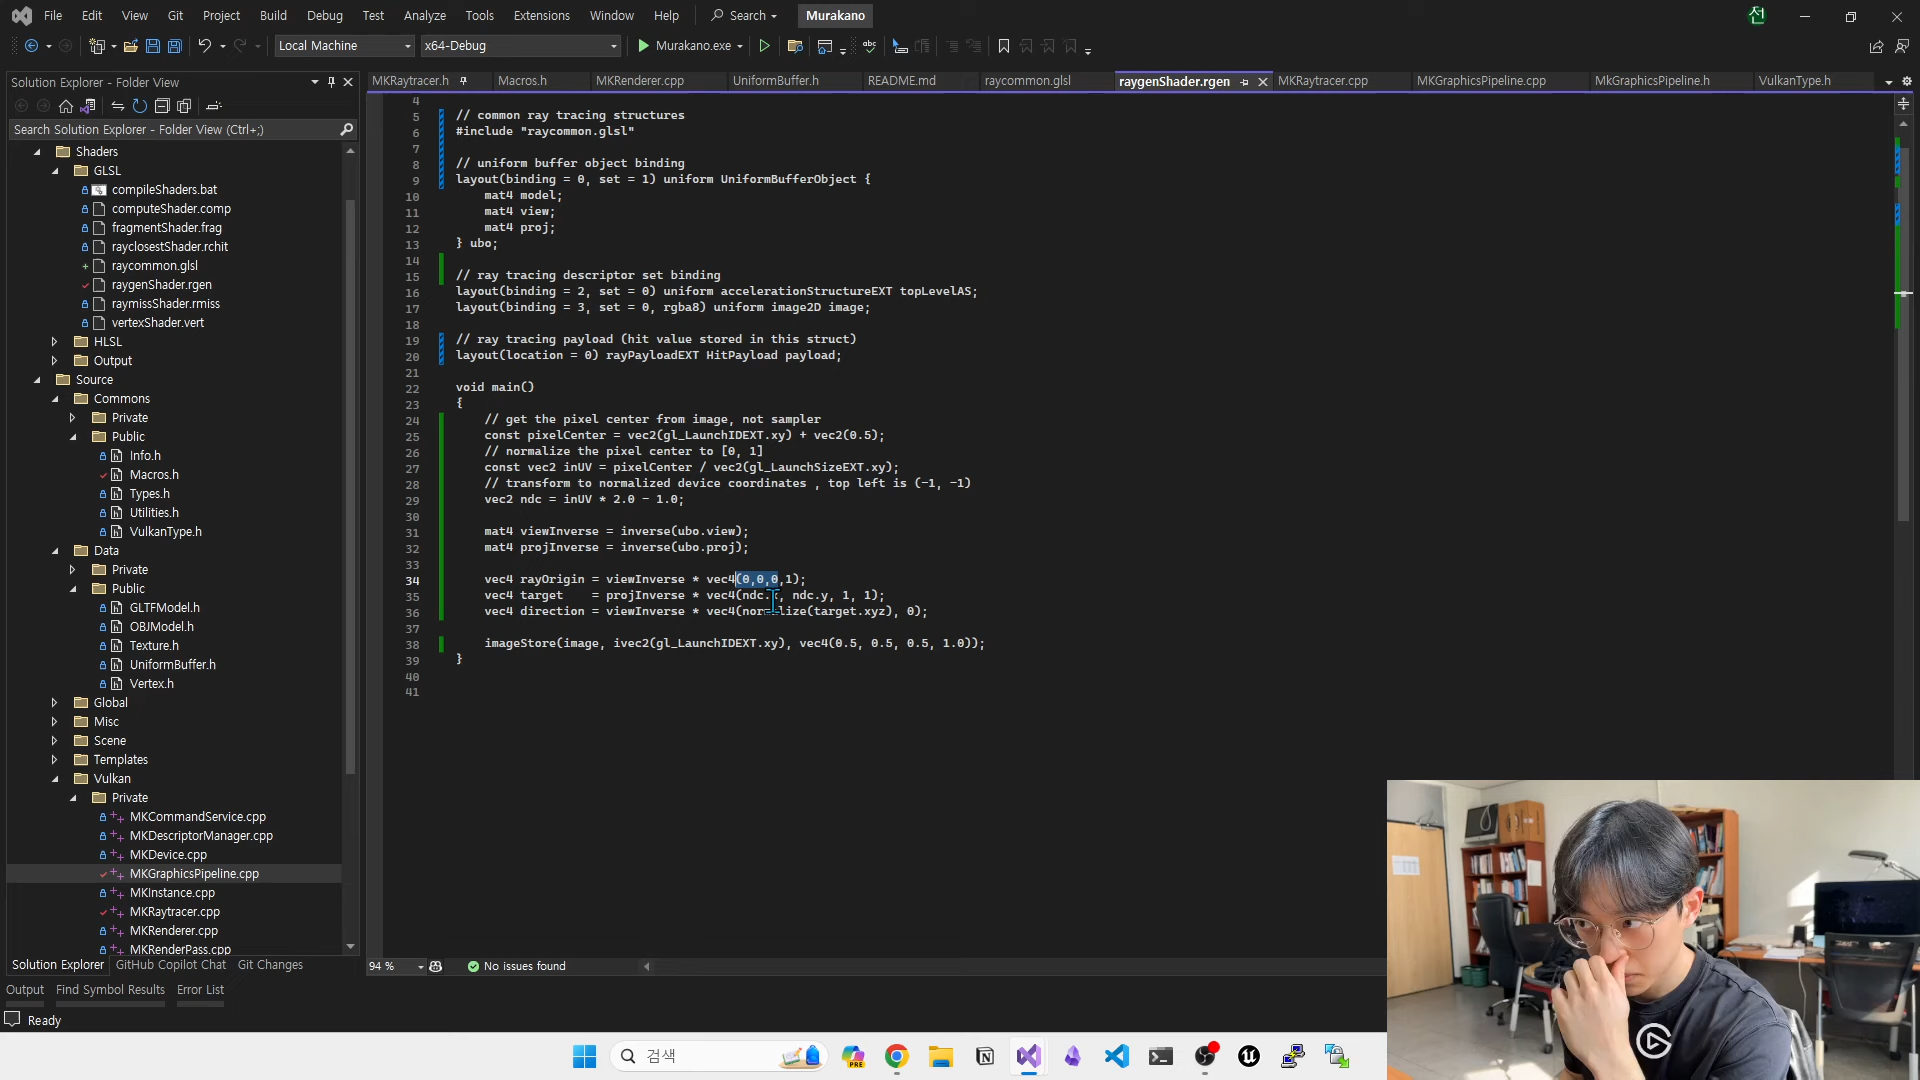 File Edit View Git Project Build Debug Test Analyze Tools Extensions Window Help Search Murakano 선
Local Machine x64-Debug Murakano.exe
Solution Explorer - Folder View
MKRaytracer.h Macros.h MKRenderer.cpp UniformBuffer.h README.md raycommon.glsl raygenShader.rgen MKRaytracer.cpp MKGraphicsPipeline.cpp MkGraphicsPipeline.h VulkanType.h
Search Solution Explorer - Folder View (Ctrl+;)
Shaders
GLSL
compileShaders.bat
computeShader.comp
fragmentShader.frag
rayclosestShader.rchit
raycommon.glsl
raygenShader.rgen
raymissShader.rmiss
vertexShader.vert
HLSL
Output
Source
Commons
Private
Public
Info.h
Macros.h
Types.h
Utilities.h
VulkanType.h
Data
Private
Public
GLTFModel.h
OBJModel.h
Texture.h
UniformBuffer.h
Vertex.h
Global
Misc
Scene
Templates
Vulkan
Private
MKCommandService.cpp
MKDescriptorManager.cpp
MKDevice.cpp
MKGraphicsPipeline.cpp
MKInstance.cpp
MKRaytracer.cpp
MKRenderer.cpp
MKRenderPass.cpp
4
5 // common ray tracing structures
6 #include "raycommon.glsl"
7
8 // uniform buffer object binding
9 layout(binding = 0, set = 1) uniform UniformBufferObject {
10 mat4 model;
11 mat4 view;
12 mat4 proj;
13 } ubo;
14
15 // ray tracing descriptor set binding
16 layout(binding = 2, set = 0) uniform accelerationStructureEXT topLevelAS;
17 layout(binding = 3, set = 0, rgba8) uniform image2D image;
18
19 // ray tracing payload (hit value stored in this struct)
20 layout(location = 0) rayPayloadEXT HitPayload payload;
21
22 void main()
23 {
24 // get the pixel center from image, not sampler
25 const pixelCenter = vec2(gl_LaunchIDEXT.xy) + vec2(0.5);
26 // normalize the pixel center to [0, 1]
27 const vec2 inUV = pixelCenter / vec2(gl_LaunchSizeEXT.xy);
28 // transform to normalized device coordinates , top left is (-1, -1)
29 vec2 ndc = inUV * 2.0 - 1.0;
30
31 mat4 viewInverse = inverse(ubo.view);
32 mat4 projInverse = inverse(ubo.proj);
33
34 vec4 rayOrigin = viewInverse * vec4(0,0,0,1);
35 vec4 target = projInverse * vec4(ndc.x, ndc.y, 1, 1);
36 vec4 direction = viewInverse * vec4(normalize(target.xyz), 0);
37
38 imageStore(image, ivec2(gl_LaunchIDEXT.xy), vec4(0.5, 0.5, 0.5, 1.0));
39 }
40
41
Solution Explorer GitHub Copilot Chat Git Changes
94 % No issues found
Output Find Symbol Results Error List
Ready
검색
PRE